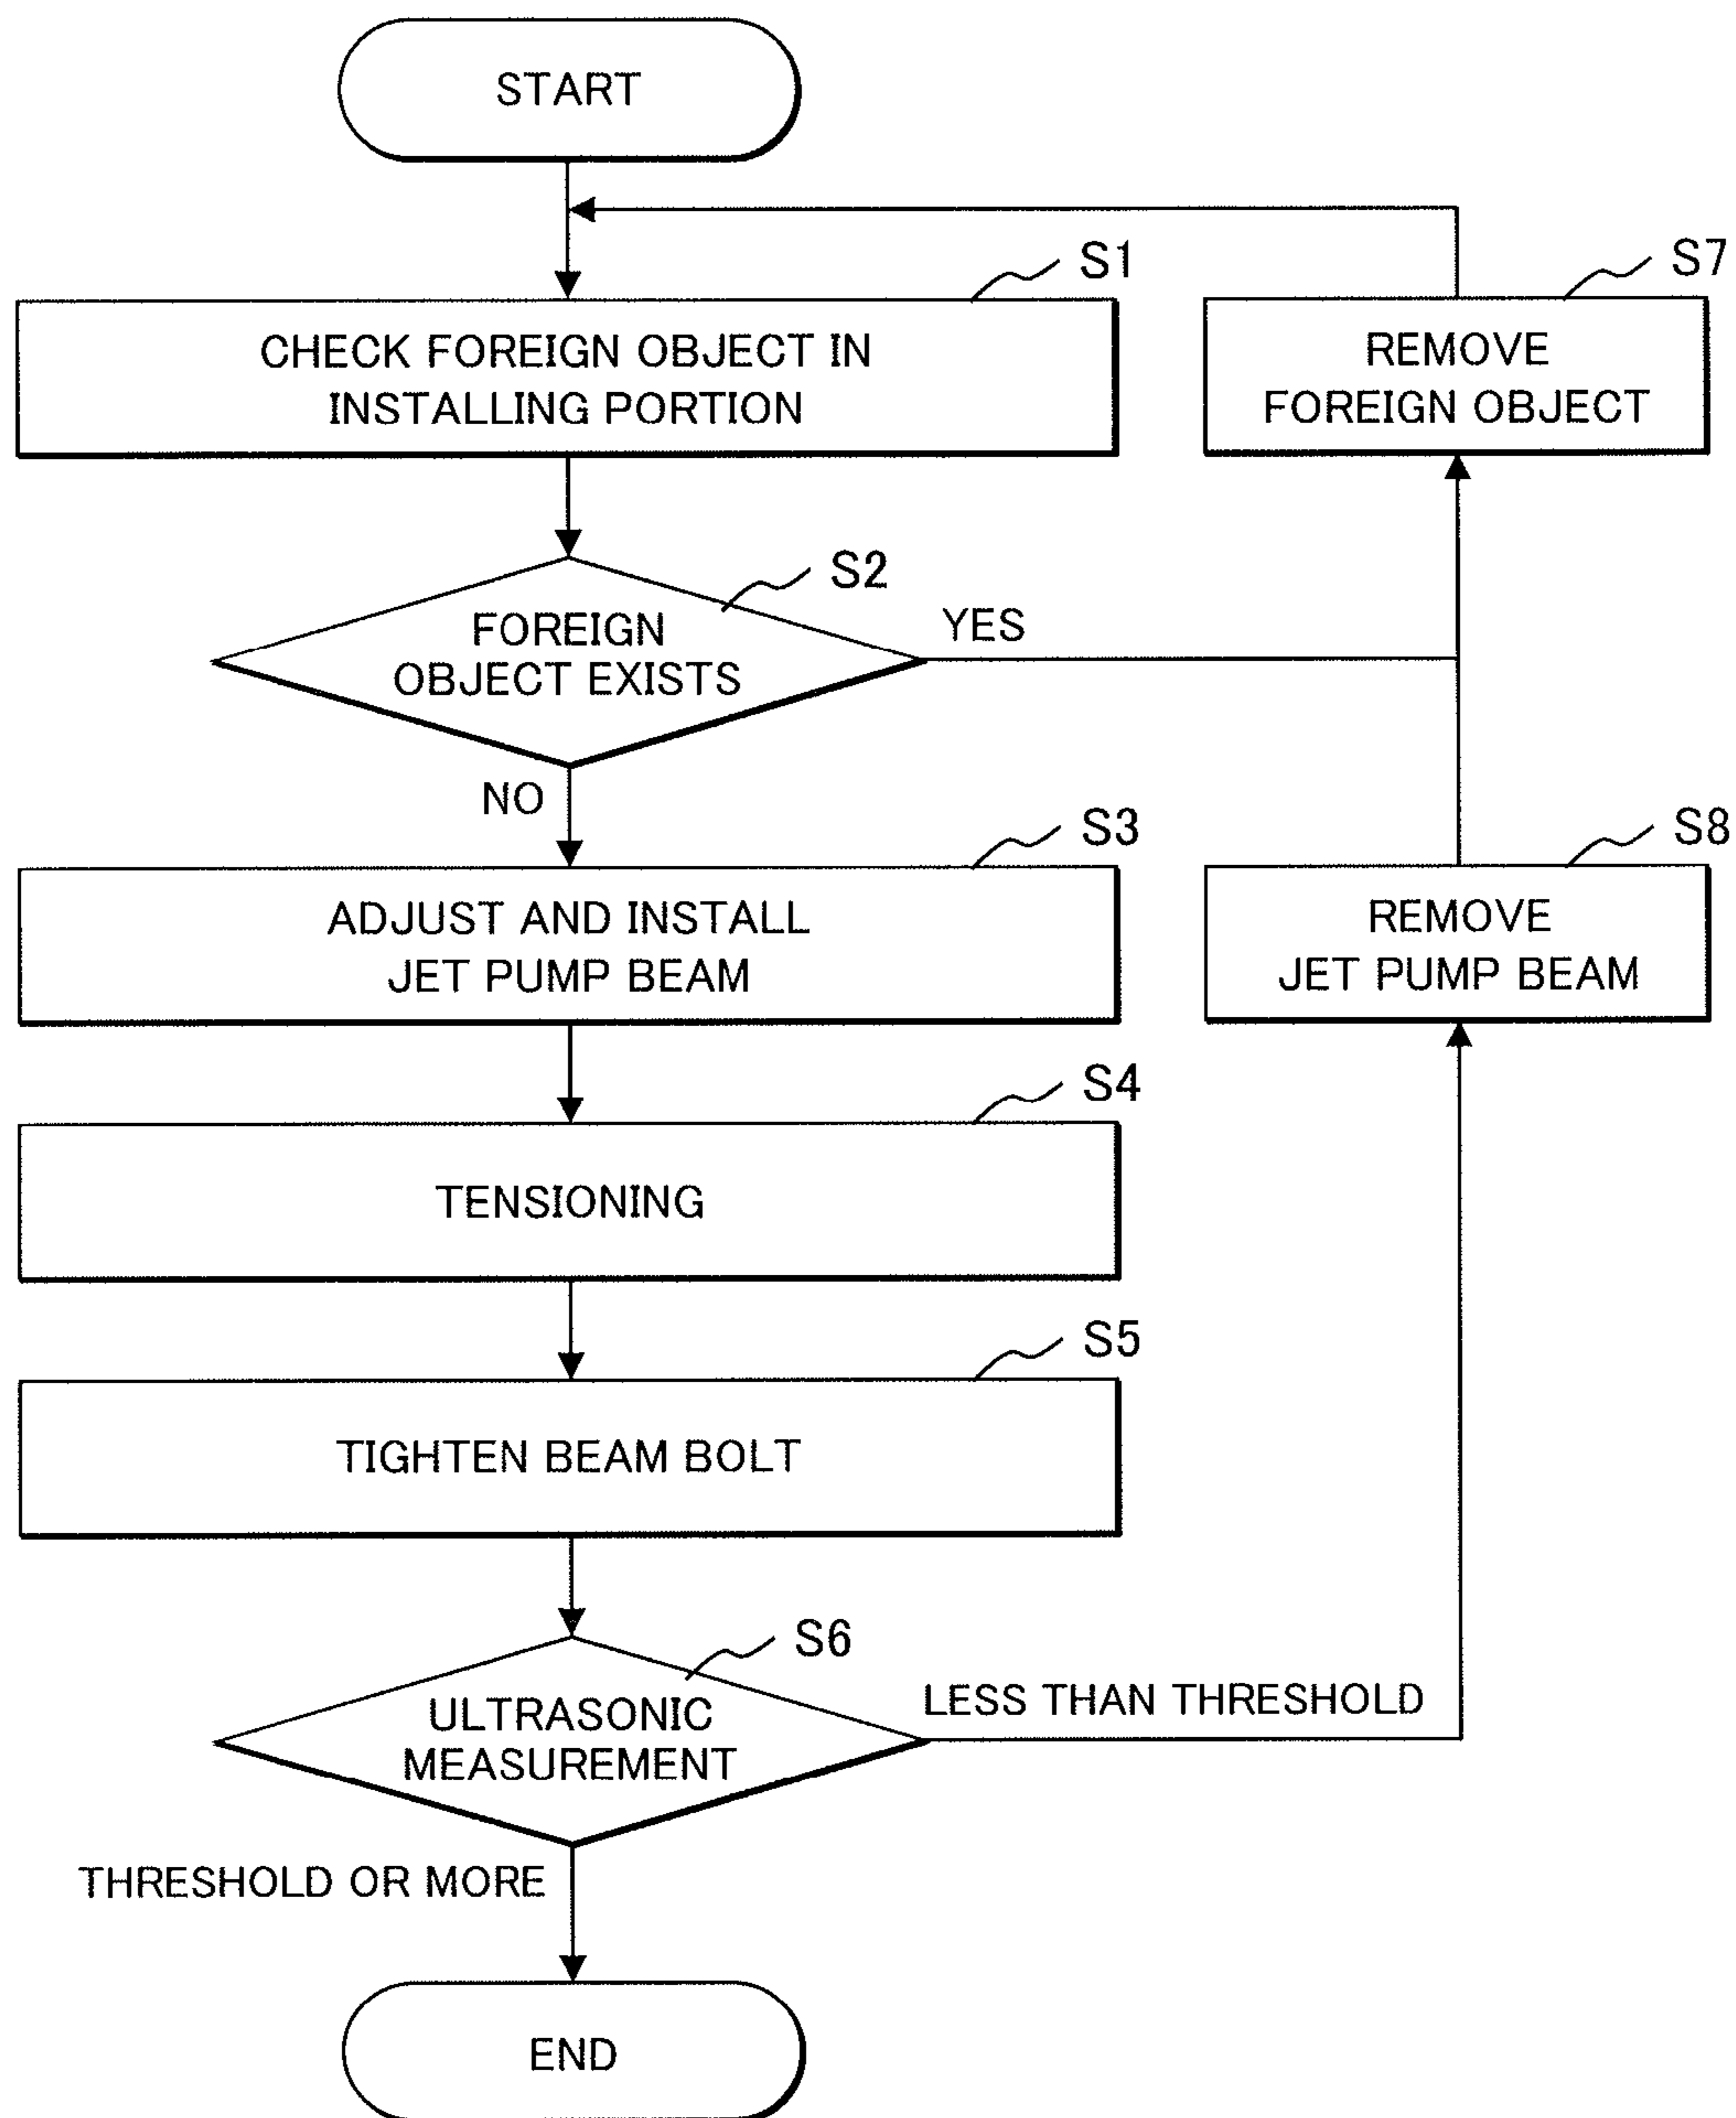 START
S1
CHECK FOREIGN OBJECT IN
INSTALLING PORTION
S7
REMOVE
FOREIGN OBJECT
S2
FOREIGN
OBJECT EXISTS
YES
NO
S3
ADJUST AND INSTALL
JET PUMP BEAM
S8
REMOVE
JET PUMP BEAM
S4
TENSIONING
S5
TIGHTEN BEAM BOLT
S6
ULTRASONIC
MEASUREMENT
LESS THAN THRESHOLD
THRESHOLD OR MORE
END